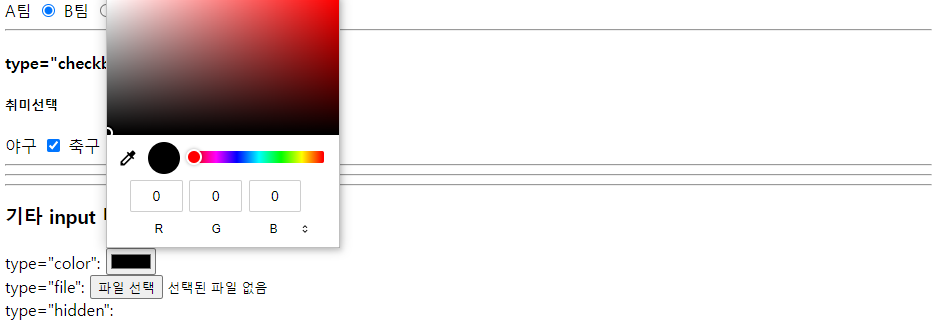 A팀 B팀
type="checkb
취미선택
야구 축구
0 0 0
R G B
기타 input
type="color":
type="file": 파일 선택 선택된 파일 없음
type="hidden":